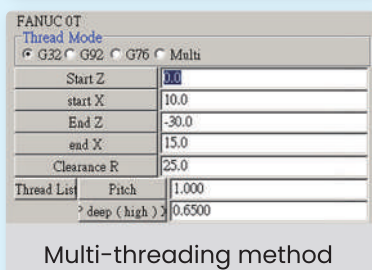 FANUC 0T
Thread Mode
G32 G92 G76 Multi
Start Z 0.0
start X 10.0
End Z -30.0
end X 15.0
Clearance R 25.0
Thread List Pitch 1.000
deep ( high ) 0.6500
Multi-threading method